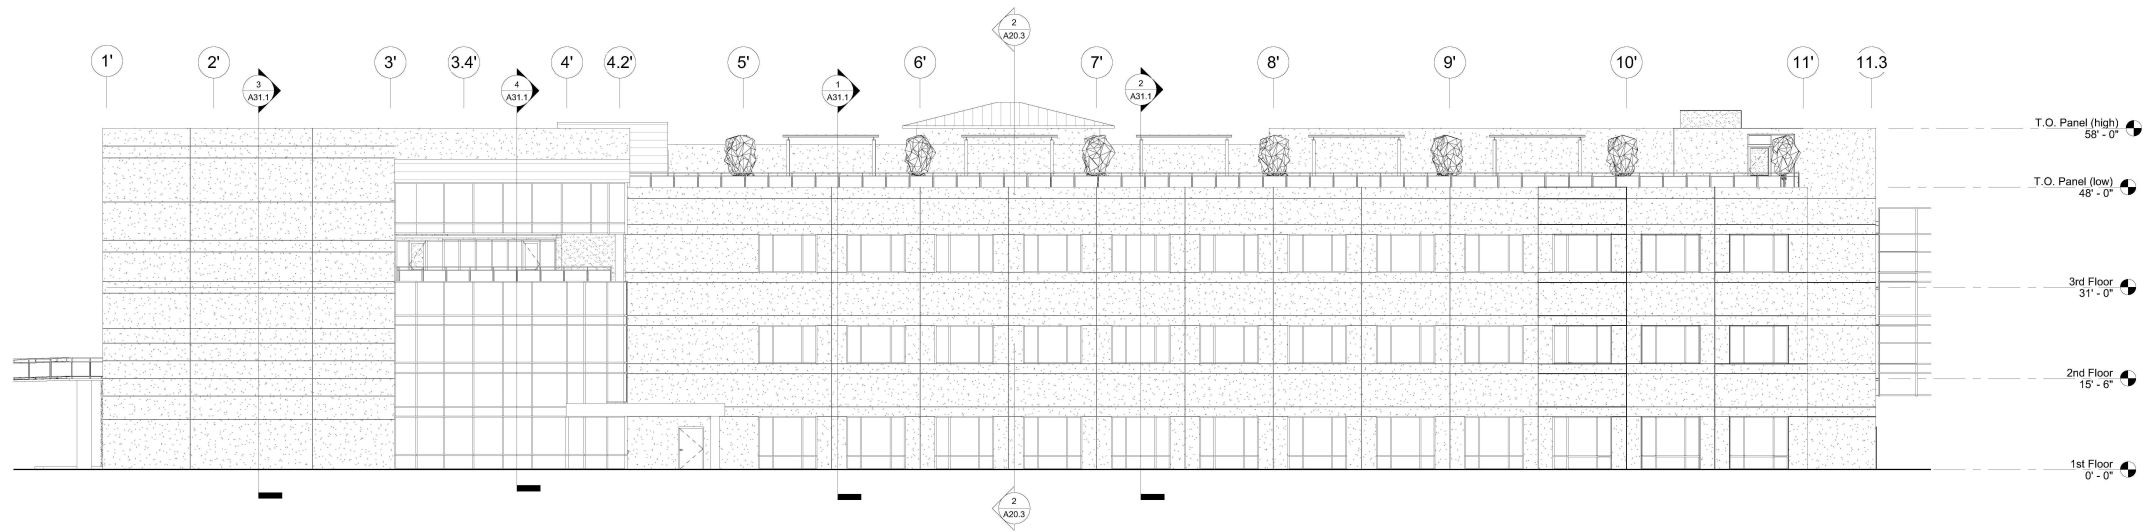 2
A20.3
1'
2'
3'
3.4'
4'
4.2'
5'
6'
7'
8'
9'
10'
11'
11.3
3
A31.1
4
A31.1
1
A31.1
2
A31.1
T.O. Panel (high)
58' - 0"
T.O. Panel (low)
48' - 0"
3rd Floor
31' - 0"
2nd Floor
15' - 6"
1st Floor
0' - 0"
2
A20.3